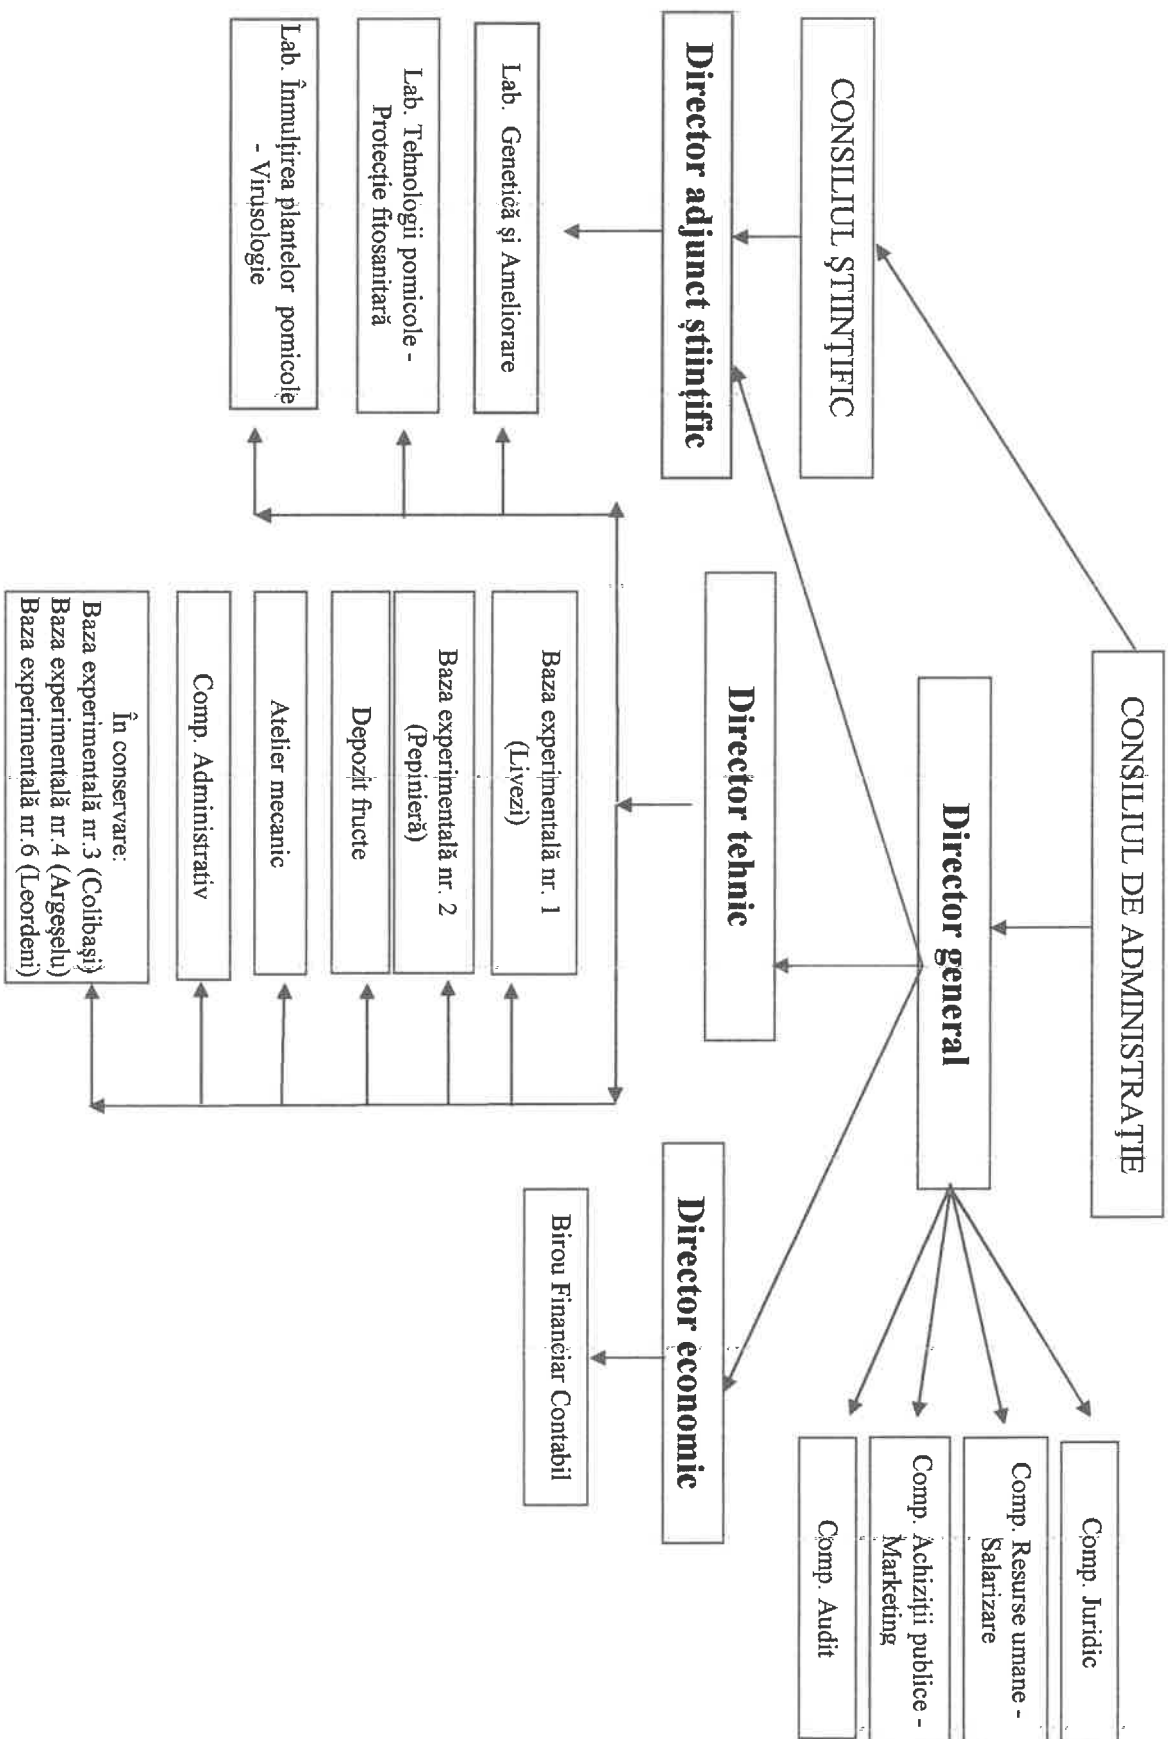 CONSILIUL DE ADMINISTRAȚIE
CONSILIUL ȘTIINȚIFIC
Director general
Comp. Juridic
Comp. Resurse umane -
Salarizare
Comp. Achiziții publice -
Marketing
Comp. Audit
Director adjunct științific
Director tehnic
Director economic
Lab. Genetică și Ameliorare
Lab. Tehnologii pomicole -
Protecție fitosanitară
Lab. Înmulțirea plantelor pomicole
- Virusologie
Baza experimentală nr. 1
(Livezi)
Baza experimentală nr. 2
(Pepinieră)
Depozit fructe
Atelier mecanic
Comp. Administrativ
În conservare:
Baza experimentală nr.3 (Colibași)
Baza experimentală nr.4 (Argeșelu)
Baza experimentală nr.6 (Leordeni)
Birou Financiar Contabil